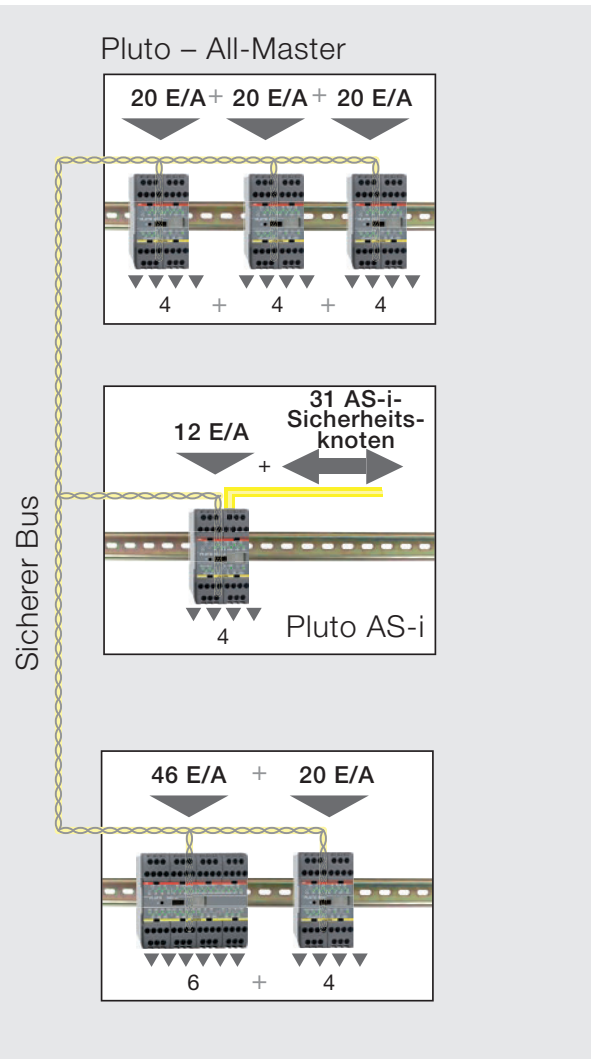 Pluto – All-Master
20 E/A + 20 E/A + 20 E/A
4 + 4 + 4
31 AS-i-
Sicherheits-
knoten
12 E/A
+
4
Pluto AS-i
Sicherer Bus
46 E/A + 20 E/A
6 + 4